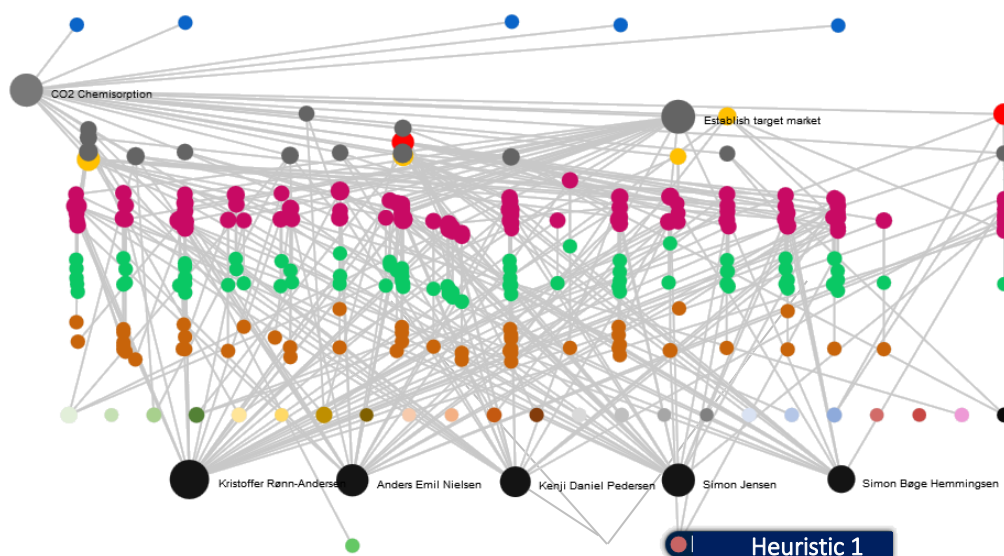 CO2 Chemisorption
Establish target market
Kristoffer Rønn-Andersen
Anders Emil Nielsen
Kenji Daniel Pedersen
Simon Jensen
Simon Bøge Hemmingsen
Heuristic 1